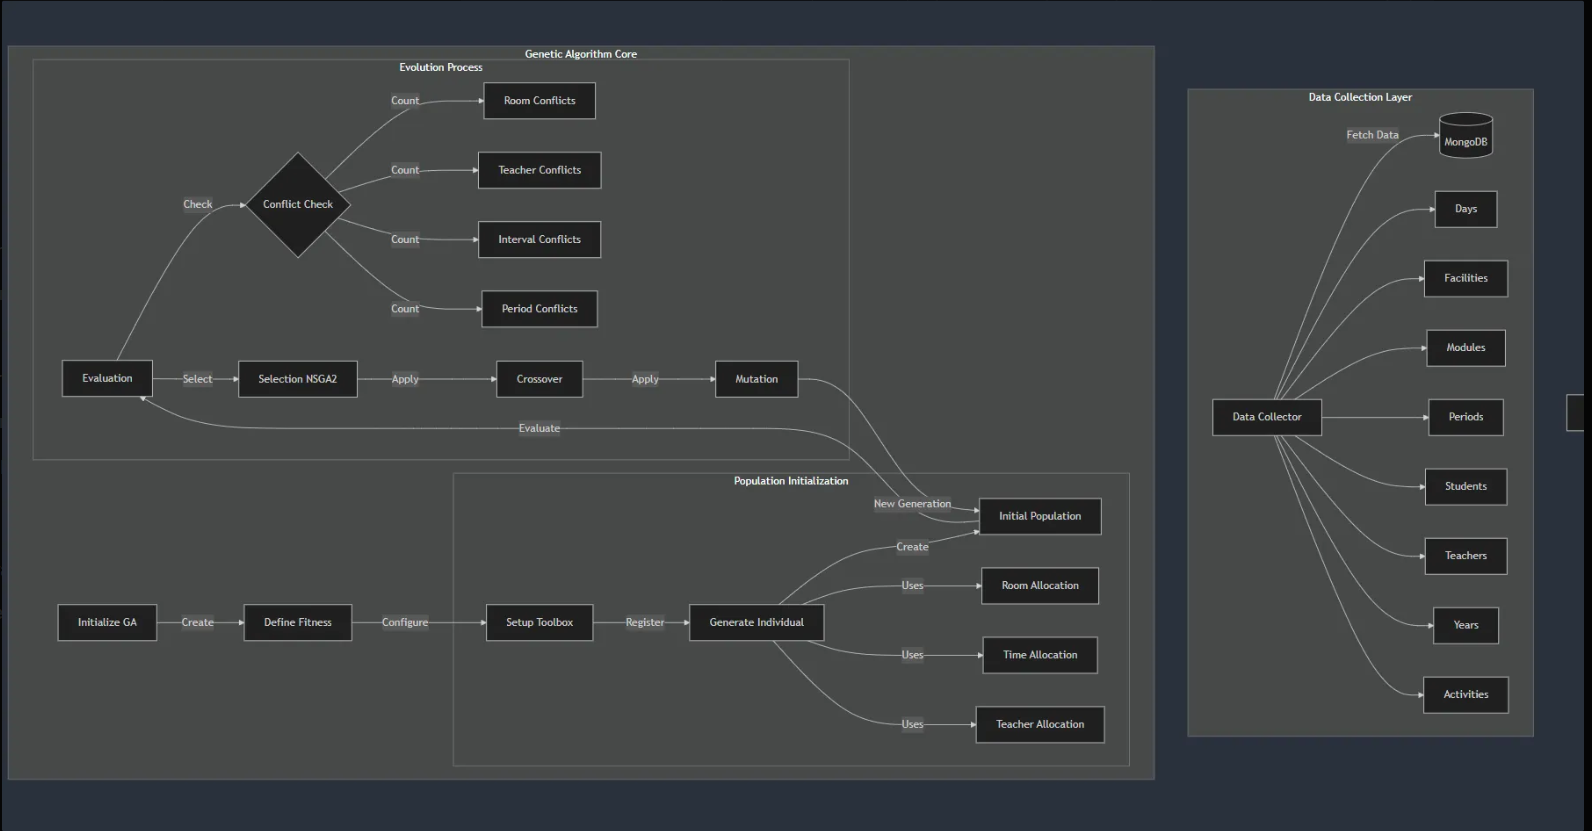 Genetic Algorithm Core
Evolution Process
Count
Room Conflicts
Count
Teacher Conflicts
Check
Conflict Check
Count
Interval Conflicts
Count
Period Conflicts
Evaluation
Select
Selection NSGA2
Apply
Crossover
Apply
Mutation
Evaluate
Population Initialization
New Generation
Initial Population
Create
Uses
Room Allocation
Initialize GA
Create
Define Fitness
Configure
Setup Toolbox
Register
Generate Individual
Uses
Time Allocation
Uses
Teacher Allocation
Data Collection Layer
Fetch Data
MongoDB
Days
Facilities
Modules
Data Collector
Periods
Students
Teachers
Years
Activities